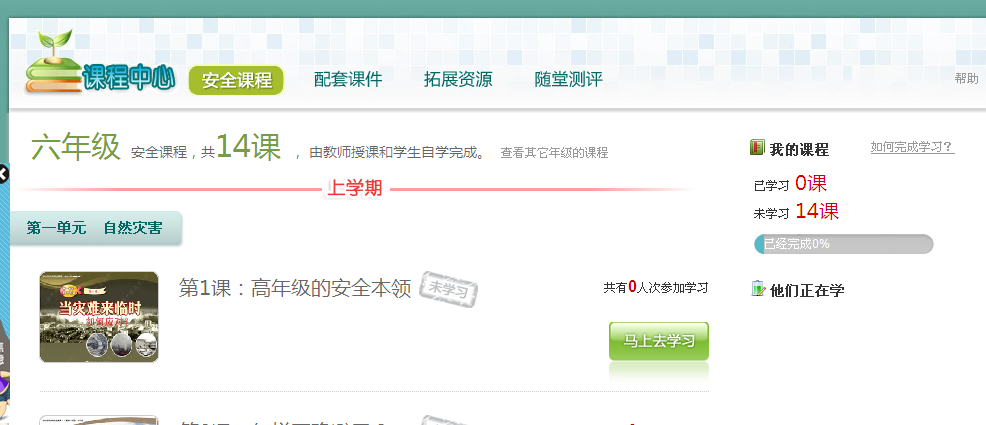 课程中心 安全课程 配套课件 拓展资源 随堂测评 帮助
六年级 安全课程，共14课 ，由教师授课和学生自学完成。 查看其它年级的课程
上学期
第一单元 自然灾害
第1课：高年级的安全本领 未学习
当灾难来临时
如何应对?
共有0人次参加学习
马上去学习
我的课程 如何完成学习？
已学习 0课
未学习 14课
已经完成0%
他们正在学